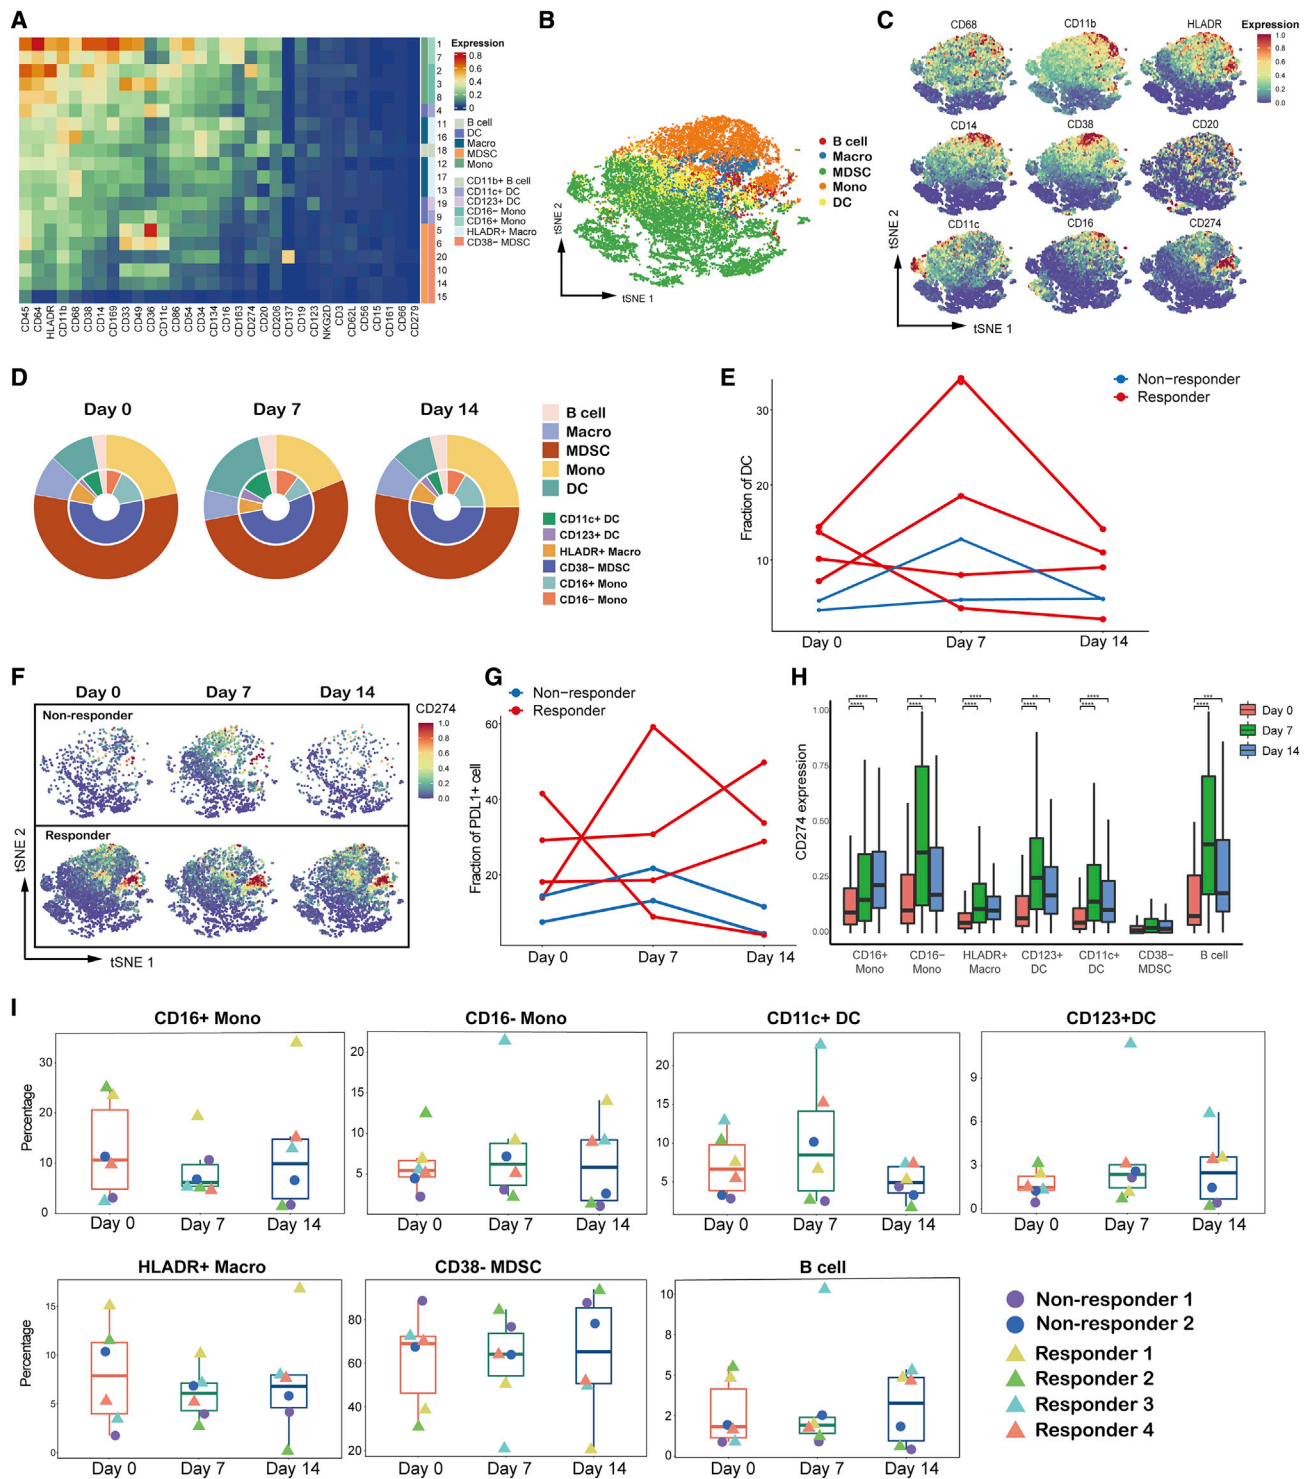 A
Expression
0.8
0.6
0.4
0.2
0
1
7
2
3
8
4
11
16
18
12
17
13
19
9
5
6
20
10
14
15
B cell
DC
Macro
MDSC
Mono
CD11b+ B cell
CD11c+ DC
CD123+ DC
CD16− Mono
CD16+ Mono
HLADR+ Macro
CD38− MDSC
CD45
CD64
HLADR
CD11b
CD68
CD38
CD14
CD169
CD33
CD49
CD36
CD11c
CD86
CD54
CD34
CD134
CD16
CD163
CD274
CD20
CD206
CD137
CD19
CD123
NKG2D
CD3
CD62L
CD56
CD15
CD161
CD66
CD279
B
B cell
Macro
MDSC
Mono
DC
tSNE 2
tSNE 1
C
CD68
CD11b
HLADR
Expression
1.0
0.8
0.6
0.4
0.2
0.0
CD14
CD38
CD20
CD11c
CD16
CD274
tSNE 2
tSNE 1
D
Day 0
Day 7
Day 14
B cell
Macro
MDSC
Mono
DC
CD11c+ DC
CD123+ DC
HLADR+ Macro
CD38− MDSC
CD16+ Mono
CD16− Mono
E
Non−responder
Responder
Fraction of DC
30
20
10
Day 0
Day 7
Day 14
F
Day 0
Day 7
Day 14
Non-responder
Responder
CD274
1.0
0.8
0.6
0.4
0.2
0.0
tSNE 2
tSNE 1
G
Non−responder
Responder
Fraction of PDL1+ cell
60
40
20
Day 0
Day 7
Day 14
H
CD274 expression
1.00
0.75
0.50
0.25
0.00
****
****
*
****
****
****
**
****
****
****
***
****
Day 0
Day 7
Day 14
CD16+
Mono
CD16−
Mono
HLADR+
Macro
CD123+
DC
CD11c+
DC
CD38−
MDSC
B cell
I
CD16+ Mono
Percentage
30
20
10
0
Day 0
Day 7
Day 14
CD16- Mono
20
15
10
5
Day 0
Day 7
Day 14
CD11c+ DC
20
15
10
5
Day 0
Day 7
Day 14
CD123+DC
9
6
3
0
Day 0
Day 7
Day 14
HLADR+ Macro
Percentage
15
10
5
0
Day 0
Day 7
Day 14
CD38- MDSC
80
60
40
20
Day 0
Day 7
Day 14
B cell
10
8
5
2
0
Day 0
Day 7
Day 14
Non-responder 1
Non-responder 2
Responder 1
Responder 2
Responder 3
Responder 4